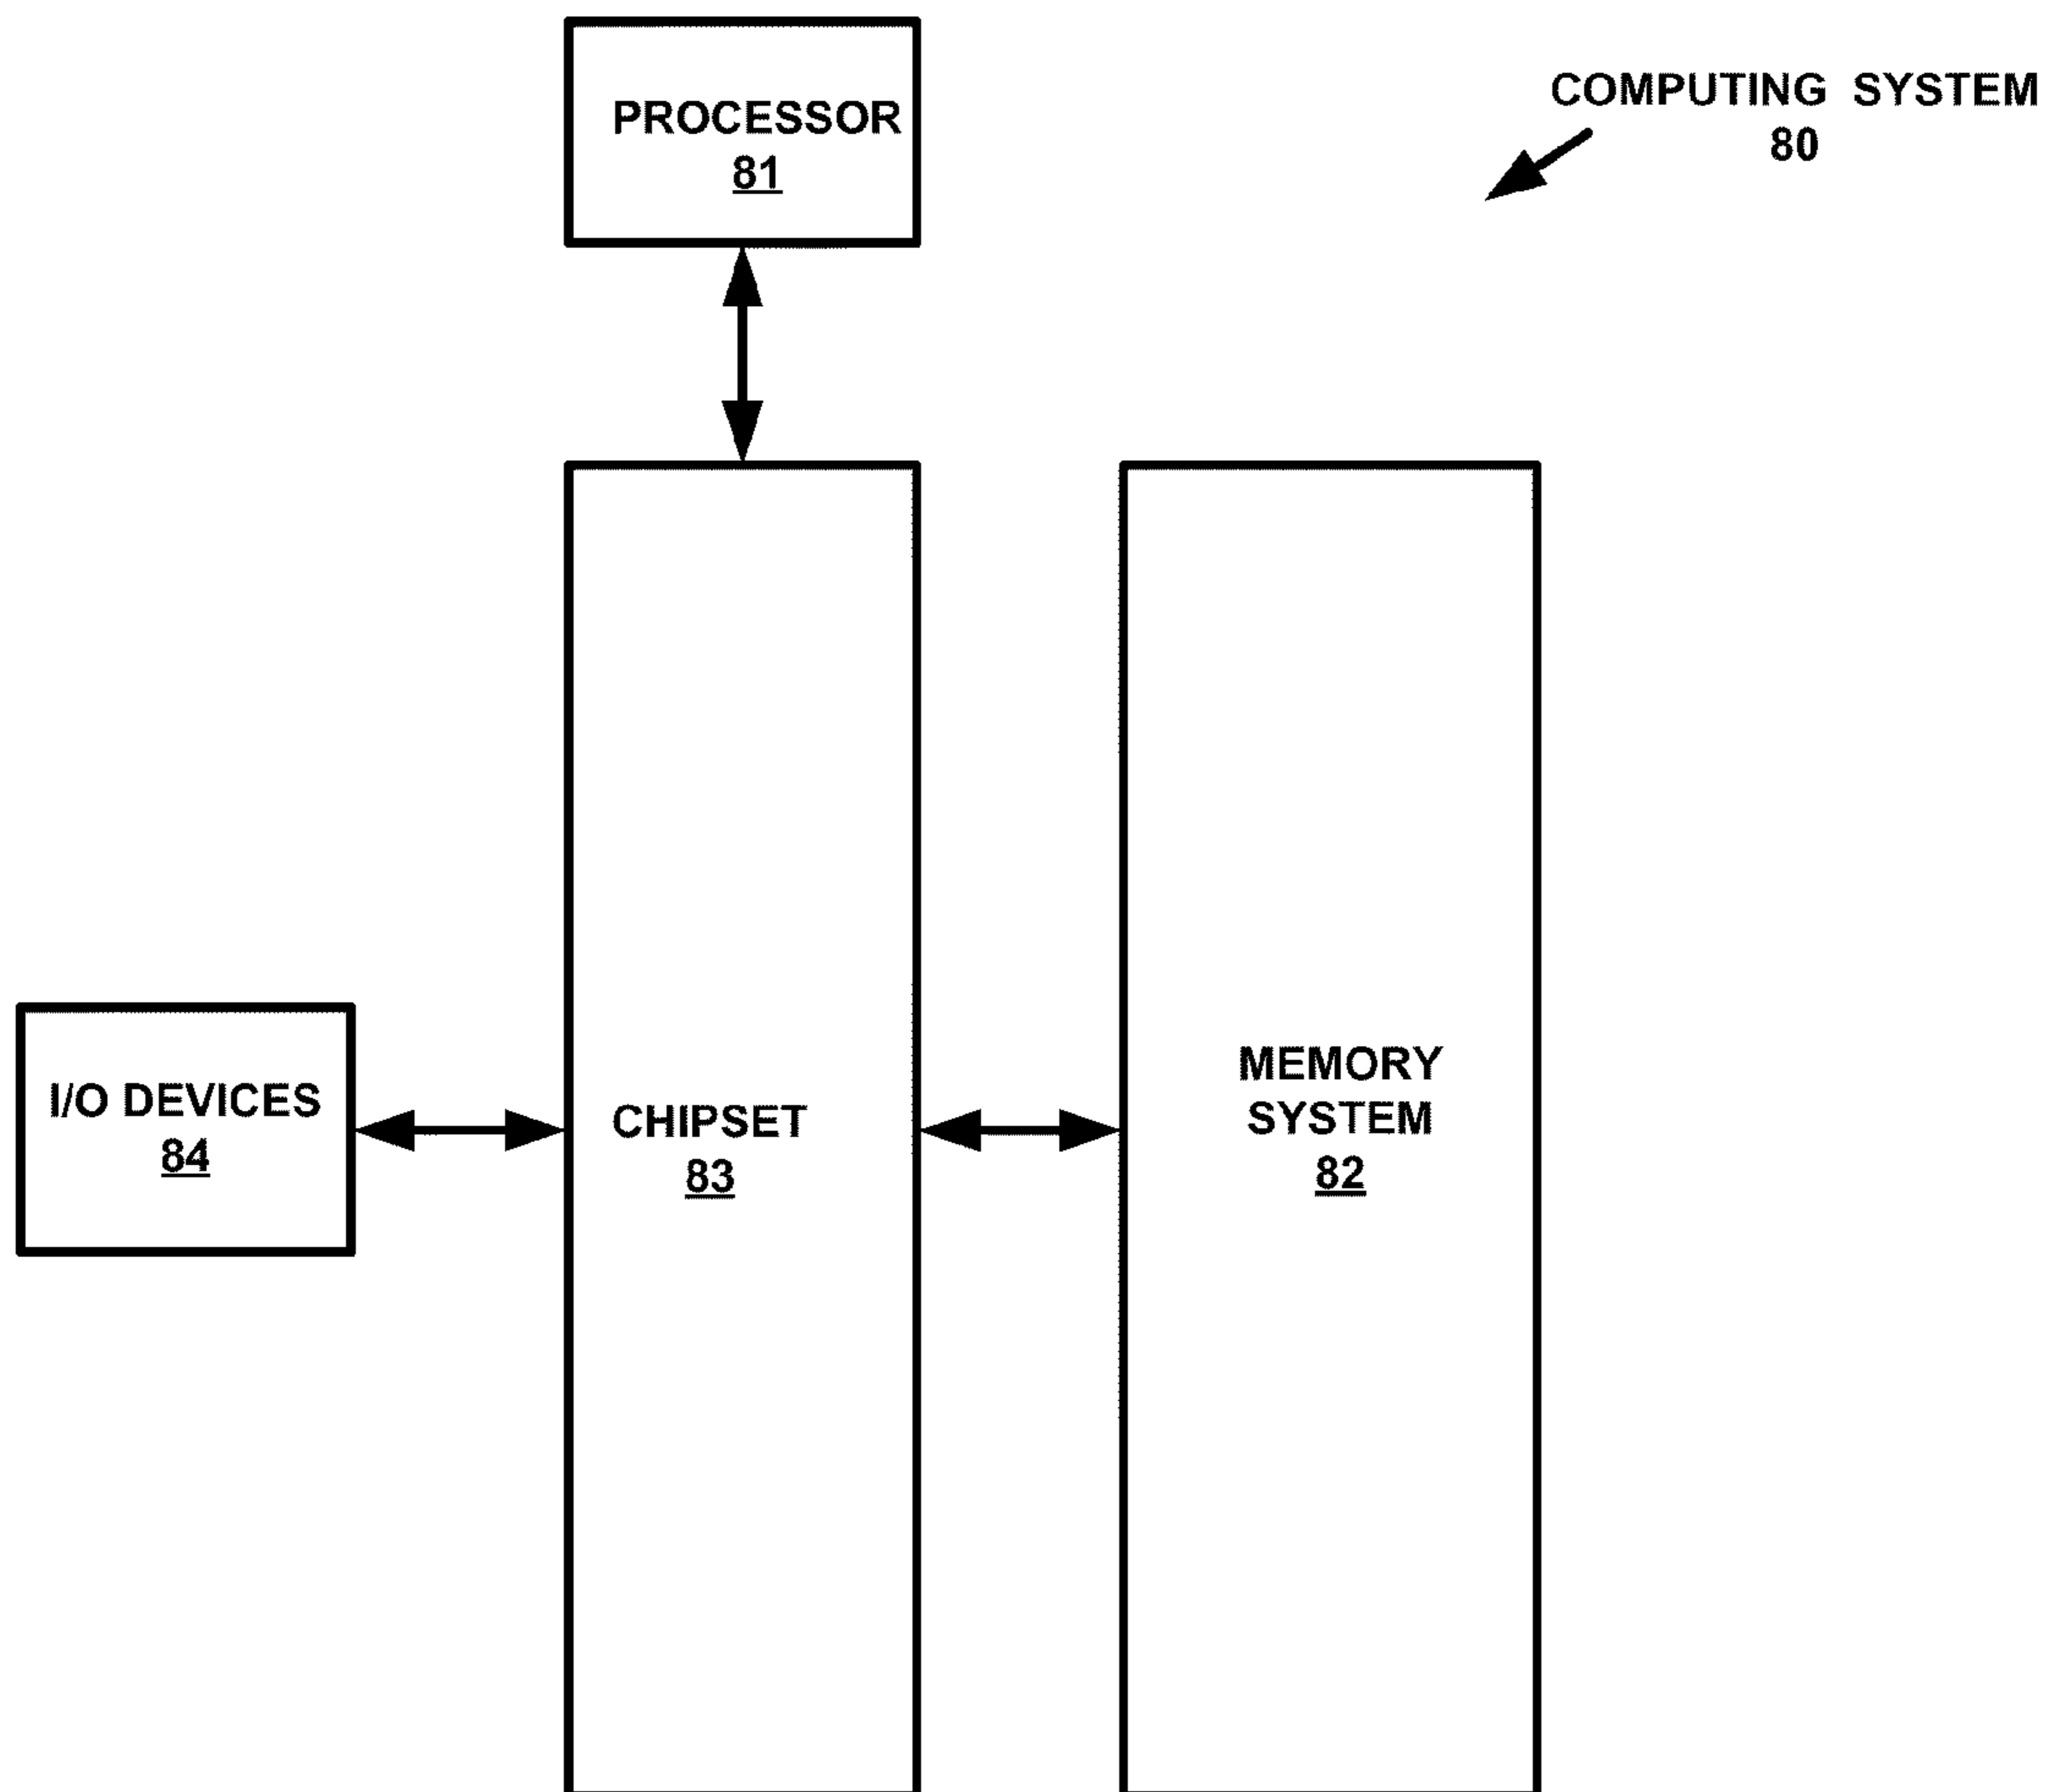 PROCESSOR
81
COMPUTING SYSTEM
80
I/O DEVICES
84
CHIPSET
83
MEMORY
SYSTEM
82